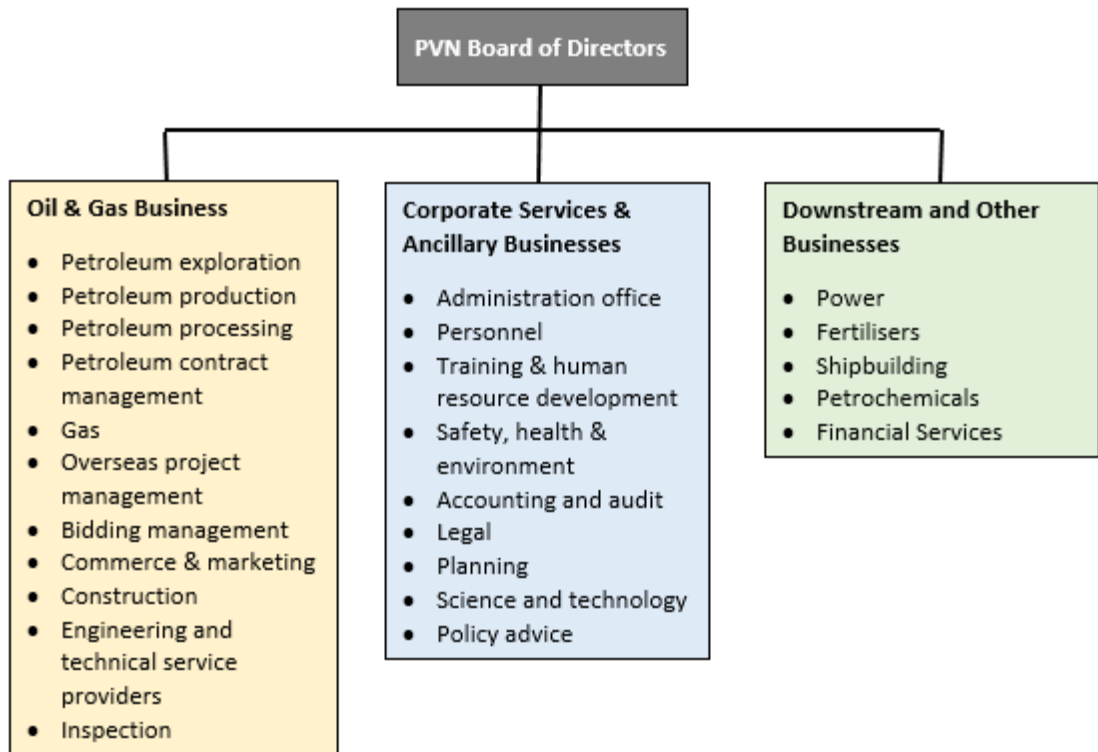 PVN Board of Directors
Oil & Gas Business
• Petroleum exploration
• Petroleum production
• Petroleum processing
• Petroleum contract
management
• Gas
• Overseas project
management
• Bidding management
• Commerce & marketing
• Construction
• Engineering and
technical service
providers
• Inspection
Corporate Services &
Ancillary Businesses
• Administration office
• Personnel
• Training & human
resource development
• Safety, health &
environment
• Accounting and audit
• Legal
• Planning
• Science and technology
• Policy advice
Downstream and Other
Businesses
• Power
• Fertilisers
• Shipbuilding
• Petrochemicals
• Financial Services